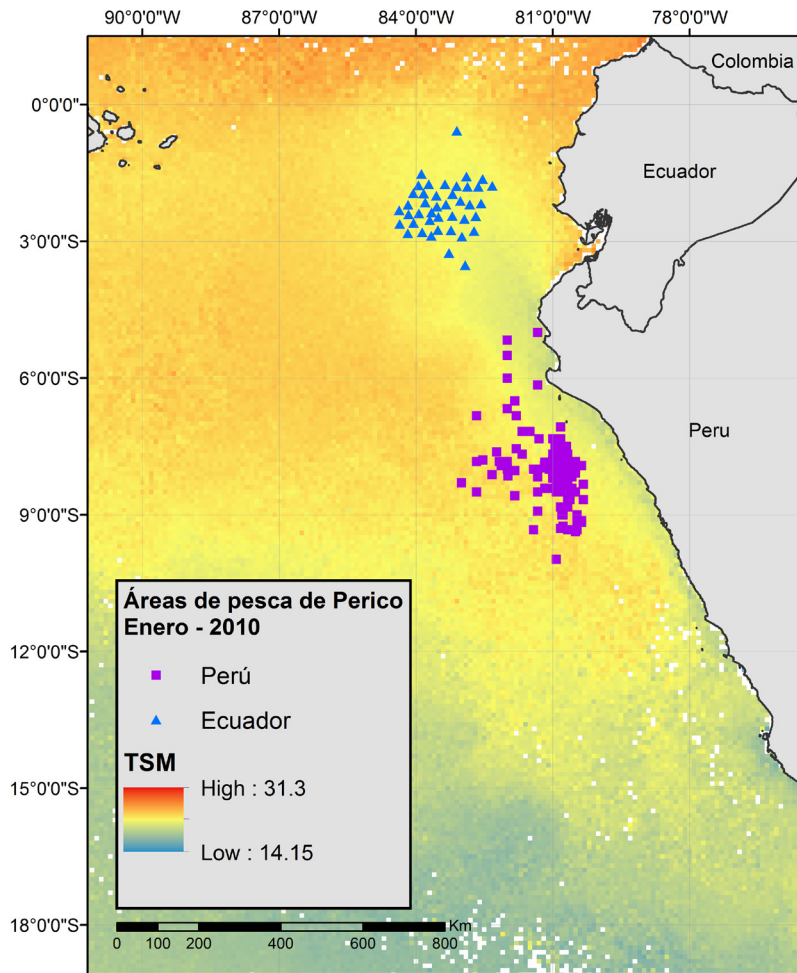 90°0'0"W 87°0'0"W 84°0'0"W 81°0'0"W 78°0'0"W
Colombia
0°0'0"
Ecuador
3°0'0"S
6°0'0"S
Peru
9°0'0"S
Áreas de pesca de Perico
Enero - 2010
12°0'0"S
Perú
Ecuador
TSM
15°0'0"S
High : 31.3
Low : 14.15
18°0'0"S
Km
0 100 200 400 600 800